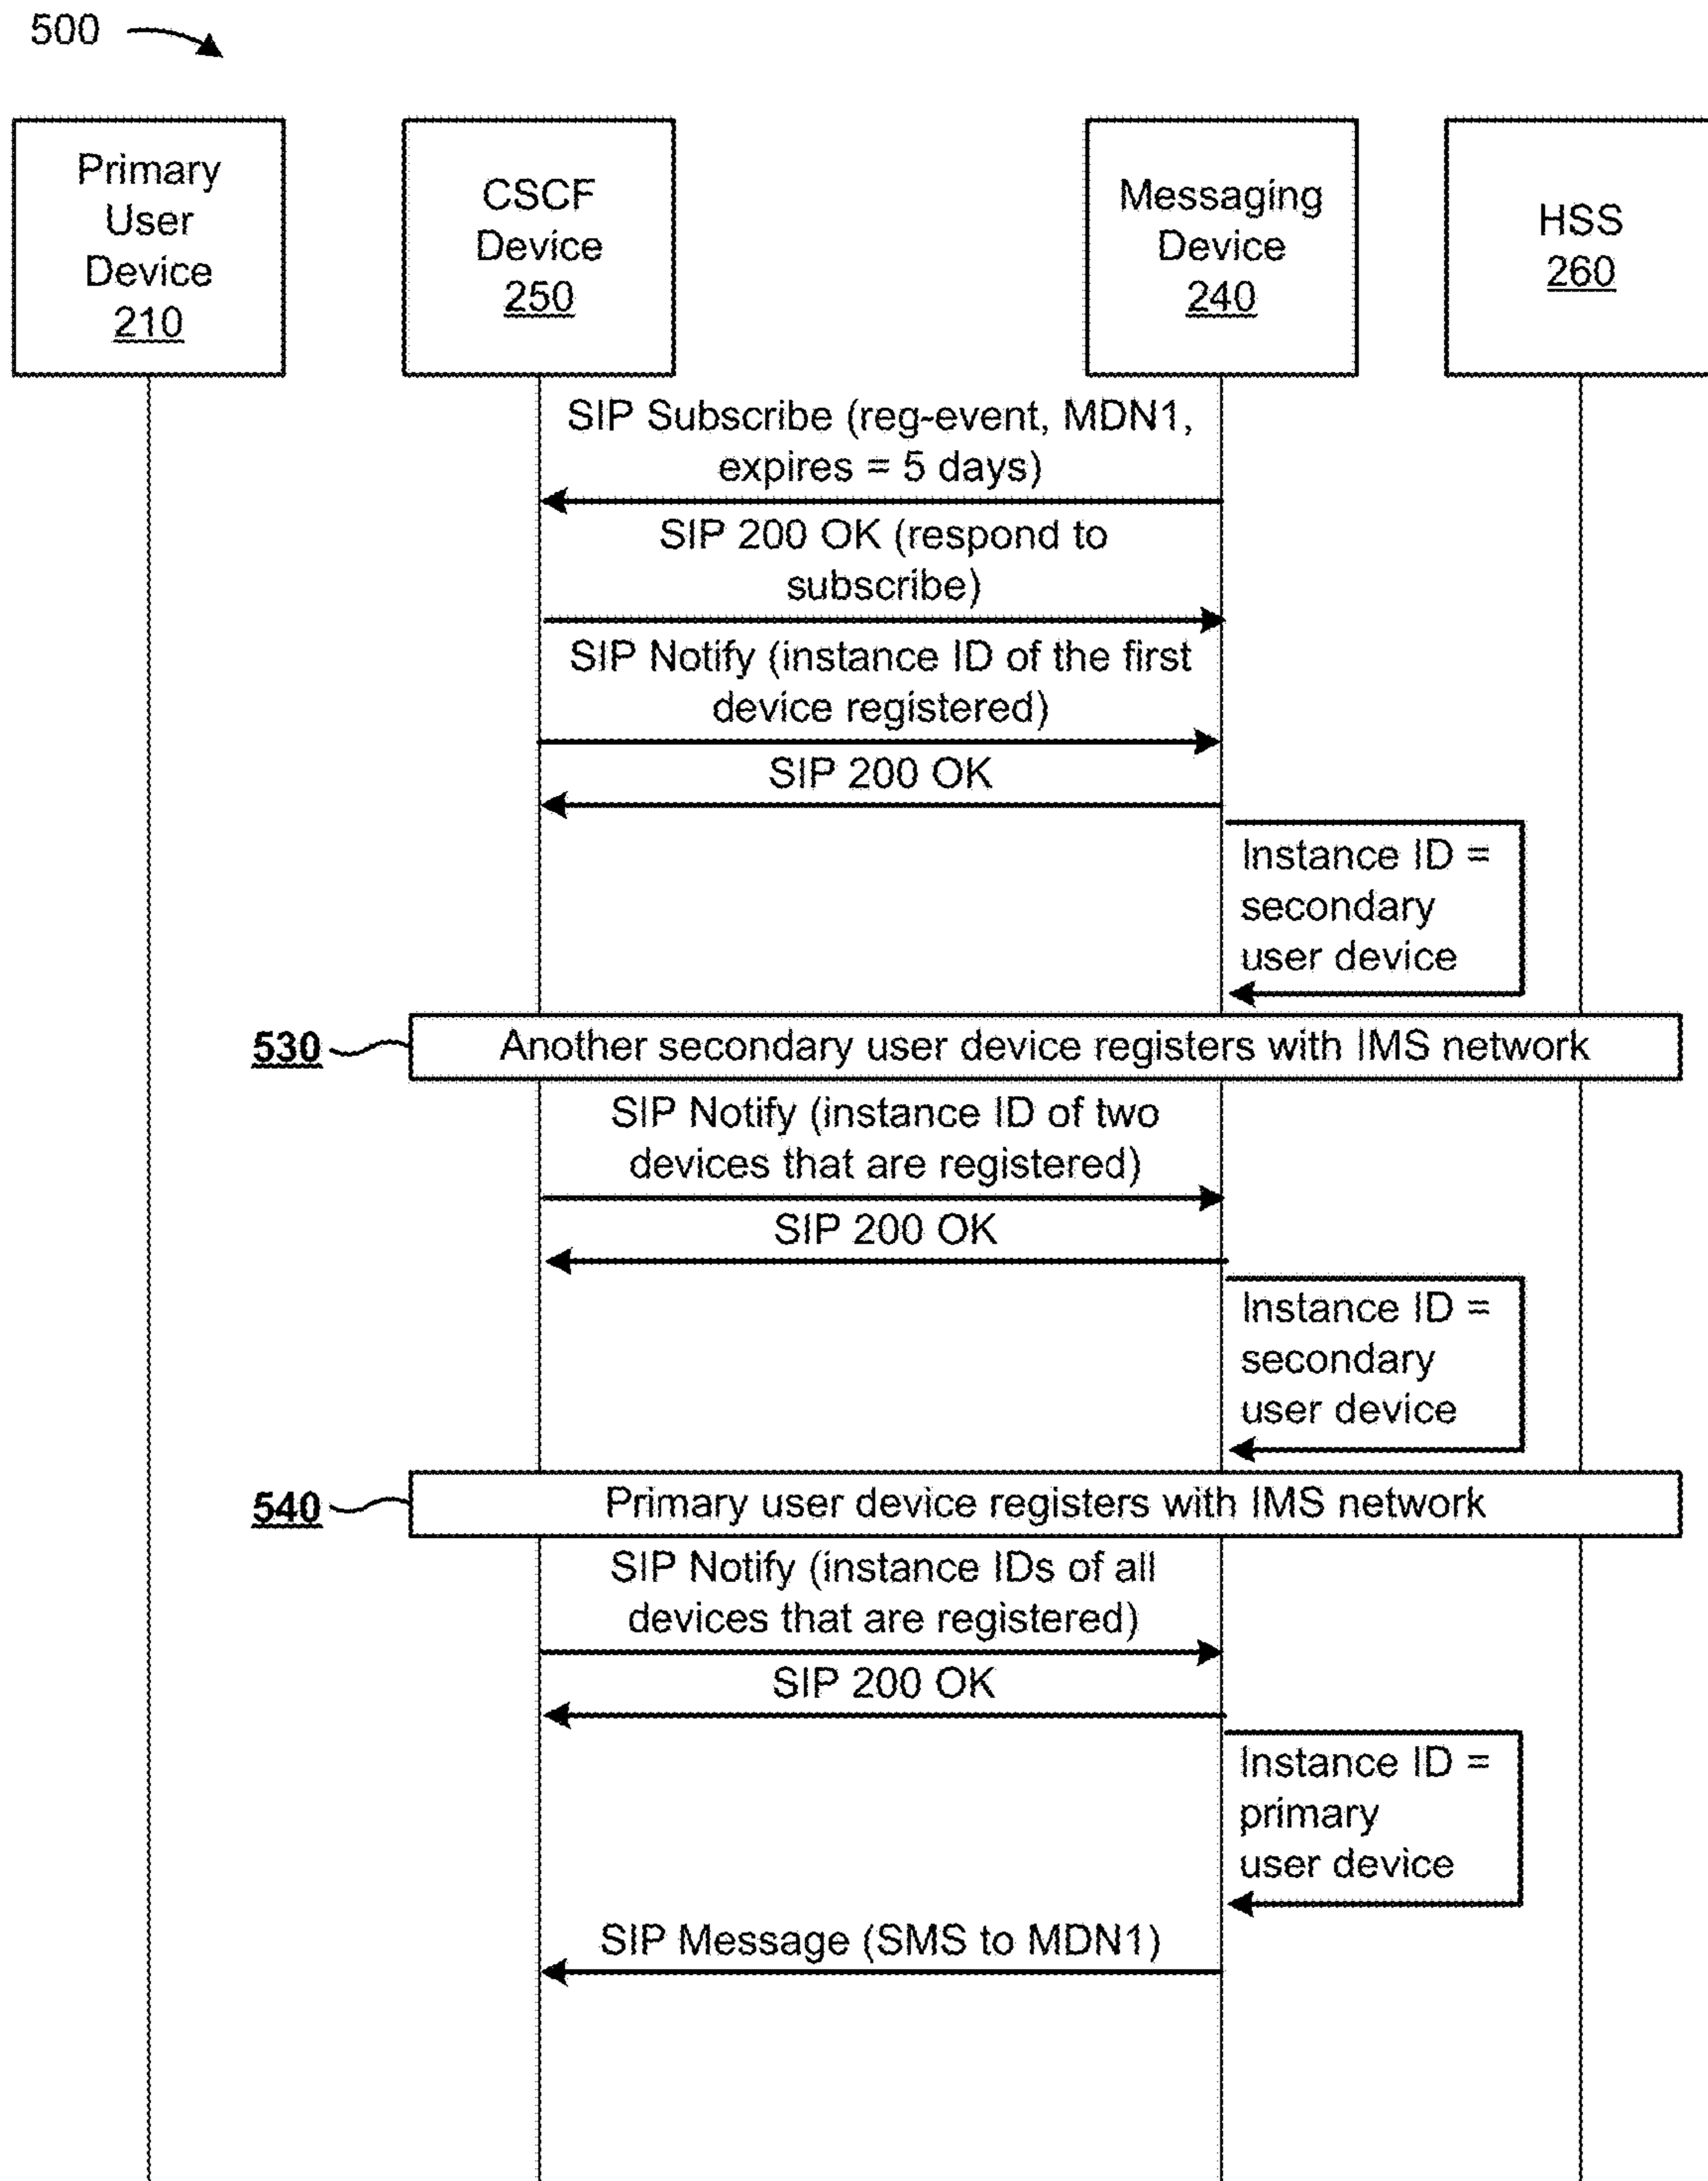 500
Primary
User
Device
210
CSCF
Device
250
Messaging
Device
240
HSS
260
SIP Subscribe (reg-event, MDN1,
expires = 5 days)
SIP 200 OK (respond to
subscribe)
SIP Notify (instance ID of the first
device registered)
SIP 200 OK
Instance ID =
secondary
user device
530
Another secondary user device registers with IMS network
SIP Notify (instance ID of two
devices that are registered)
SIP 200 OK
Instance ID =
secondary
user device
540
Primary user device registers with IMS network
SIP Notify (instance IDs of all
devices that are registered)
SIP 200 OK
Instance ID =
primary
user device
SIP Message (SMS to MDN1)